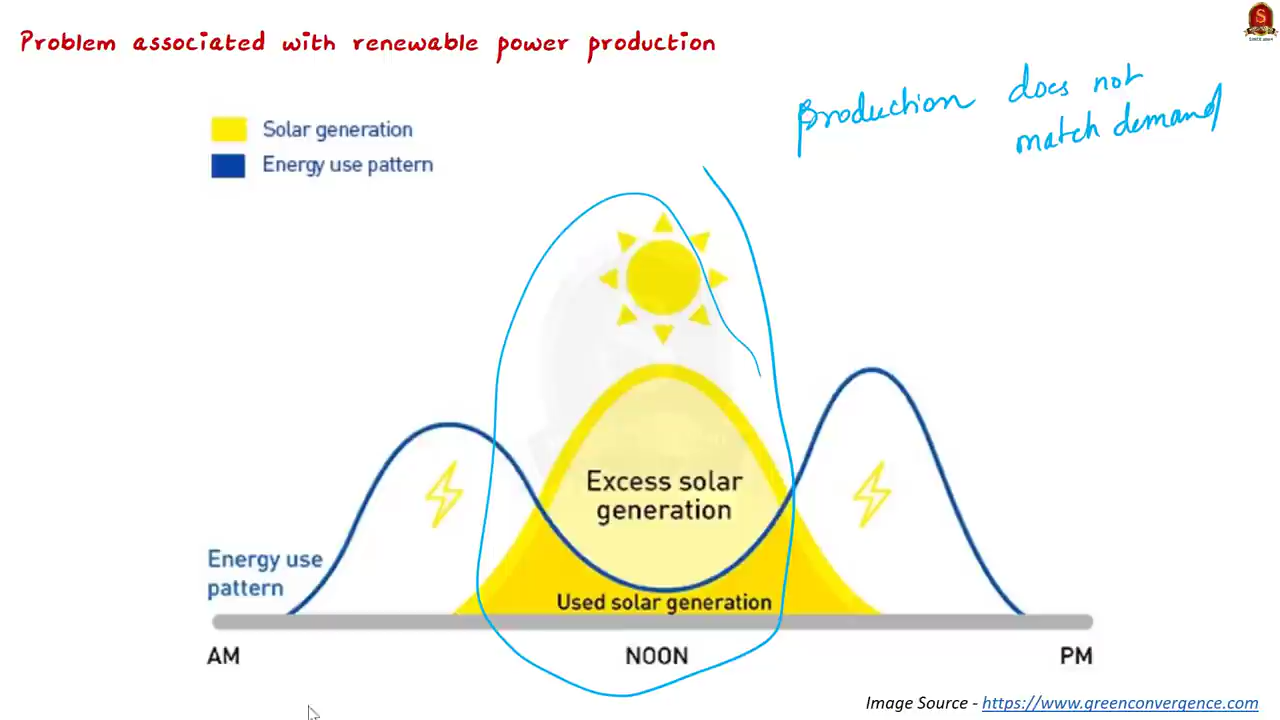 Problem associated with renewable power production
Production does not
match demand
Solar generation
Energy use pattern
Excess solar
generation
Energy use
pattern
Used solar generation
AM
NOON
PM
Image Source - https://www.greenconvergence.com